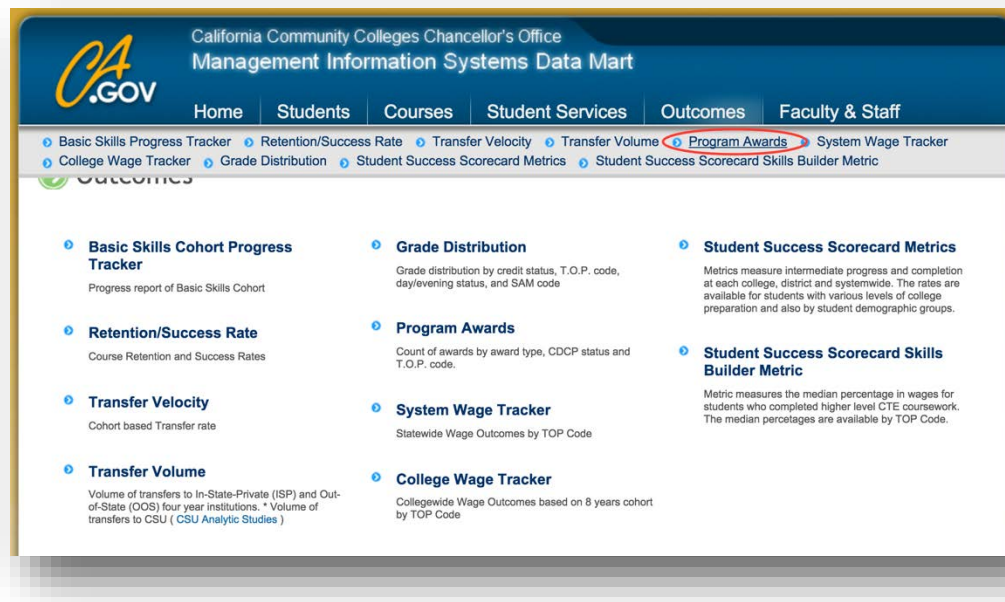 CA
.GOV
California Community Colleges Chancellor's Office
Management Information Systems Data Mart
Home Students Courses Student Services Outcomes Faculty & Staff
Basic Skills Progress Tracker Retention/Success Rate Transfer Velocity Transfer Volume Program Awards System Wage Tracker
College Wage Tracker Grade Distribution Student Success Scorecard Metrics Student Success Scorecard Skills Builder Metric
Outcomes
Basic Skills Cohort Progress
Tracker
Progress report of Basic Skills Cohort
Retention/Success Rate
Course Retention and Success Rates
Transfer Velocity
Cohort based Transfer rate
Transfer Volume
Volume of transfers to In-State-Private (ISP) and Out-
of-State (OOS) four year institutions. * Volume of
transfers to CSU ( CSU Analytic Studies )
Grade Distribution
Grade distribution by credit status, T.O.P. code,
day/evening status, and SAM code
Program Awards
Count of awards by award type, CDCP status and
T.O.P. code.
System Wage Tracker
Statewide Wage Outcomes by TOP Code
College Wage Tracker
Collegewide Wage Outcomes based on 8 years cohort
by TOP Code
Student Success Scorecard Metrics
Metrics measure intermediate progress and completion
at each college, district and systemwide. The rates are
available for students with various levels of college
preparation and also by student demographic groups.
Student Success Scorecard Skills
Builder Metric
Metric measures the median percentage in wages for
students who completed higher level CTE coursework.
The median percetages are available by TOP Code.